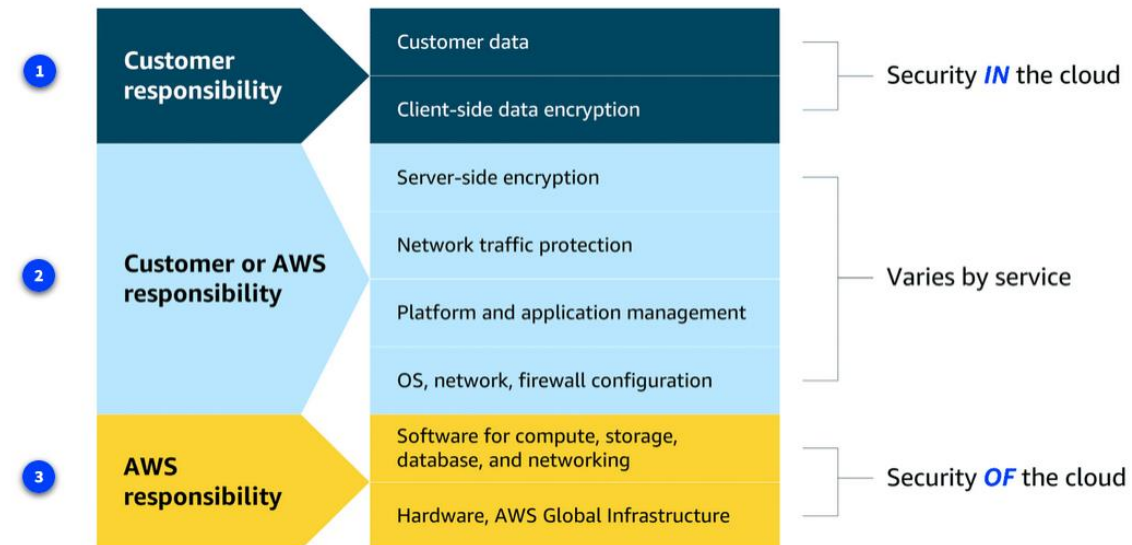 1
Customer
responsibility
Customer data
Client-side data encryption
Security IN the cloud
2
Customer or AWS
responsibility
Server-side encryption
Network traffic protection
Platform and application management
OS, network, firewall configuration
Varies by service
3
AWS
responsibility
Software for compute, storage,
database, and networking
Hardware, AWS Global Infrastructure
Security OF the cloud